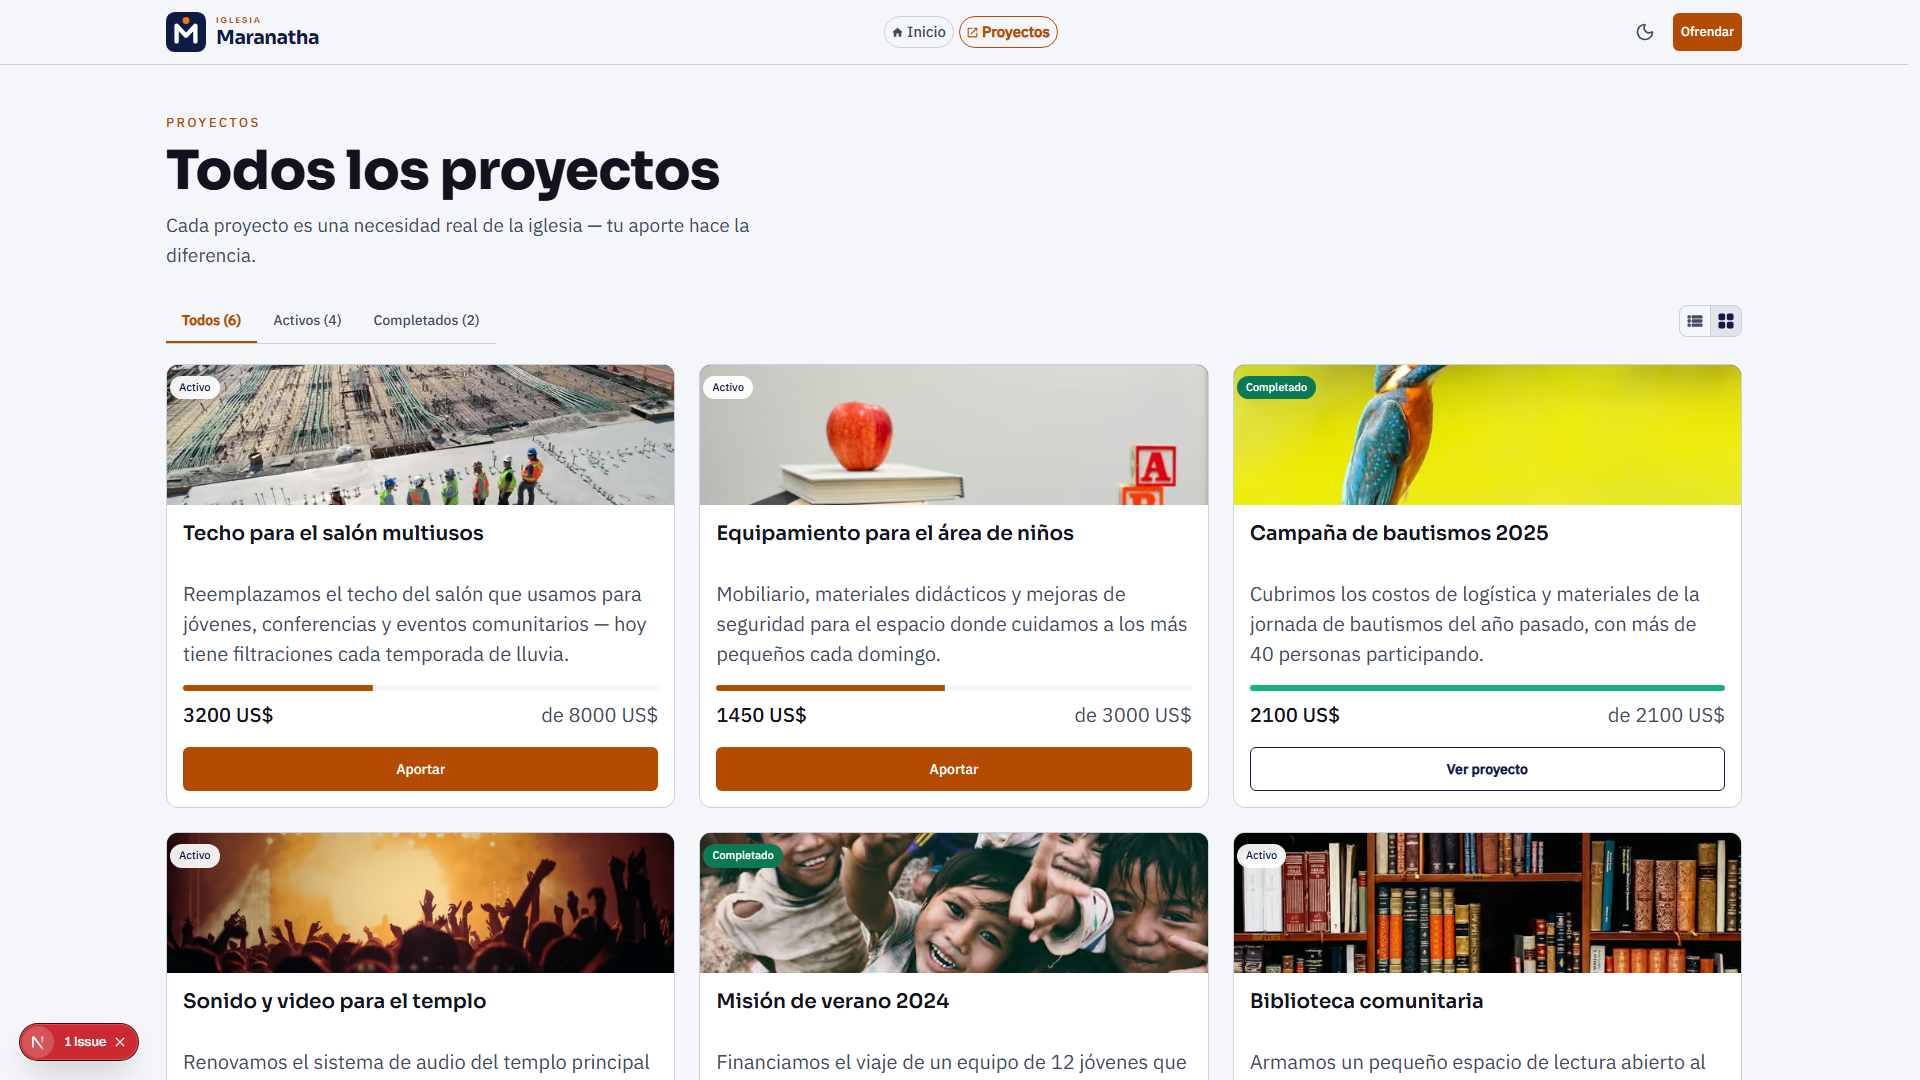 IGLESIA
Maranatha
Inicio
Proyectos
Ofrendar
PROYECTOS
Todos los proyectos
Cada proyecto es una necesidad real de la iglesia — tu aporte hace la
diferencia.
Todos (6)
Activos (4)
Completados (2)
Activo
Activo
A
Completado
Techo para el salón multiusos
Equipamiento para el área de niños
Campaña de bautismos 2025
Reemplazamos el techo del salón que usamos para
jóvenes, conferencias y eventos comunitarios — hoy
tiene filtraciones cada temporada de lluvia.
Mobiliario, materiales didácticos y mejoras de
seguridad para el espacio donde cuidamos a los más
pequeños cada domingo.
Cubrimos los costos de logística y materiales de la
jornada de bautismos del año pasado, con más de
40 personas participando.
3200 US$
de 8000 US$
1450 US$
de 3000 US$
2100 US$
de 2100 US$
Aportar
Aportar
Ver proyecto
Activo
Completado
Activo
Sonido y video para el templo
Misión de verano 2024
Biblioteca comunitaria
Renovamos el sistema de audio del templo principal
Financiamos el viaje de un equipo de 12 jóvenes que
Armamos un pequeño espacio de lectura abierto al
N
1 Issue